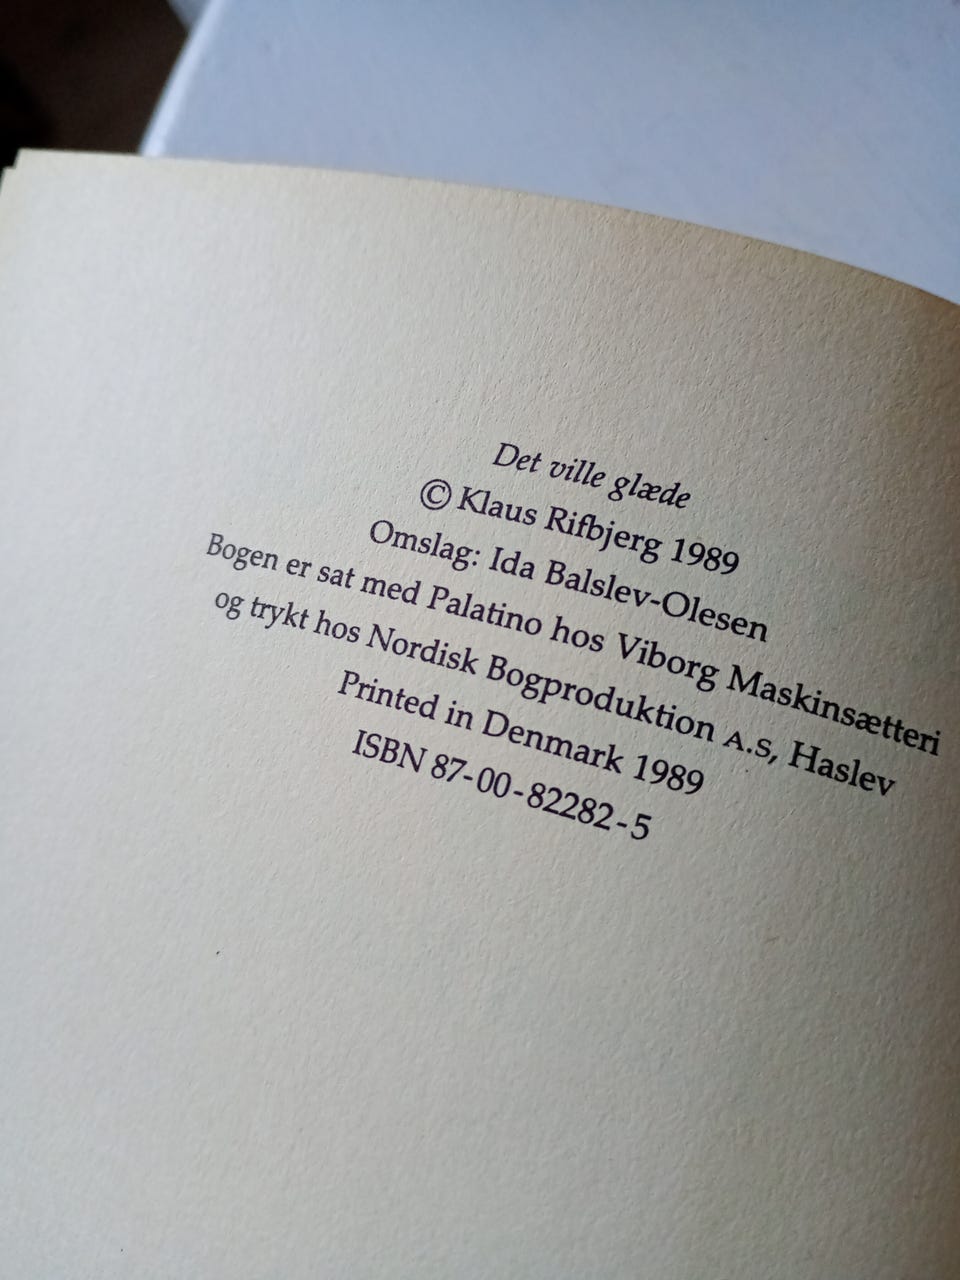 Det ville glæde
© Klaus Rifbjerg 1989
Omslag: Ida Balslev-Olesen
Bogen er sat med Palatino hos Viborg Maskinsætteri
og trykt hos Nordisk Bogproduktion A.S, Haslev
Printed in Denmark 1989
ISBN 87-00-82282-5